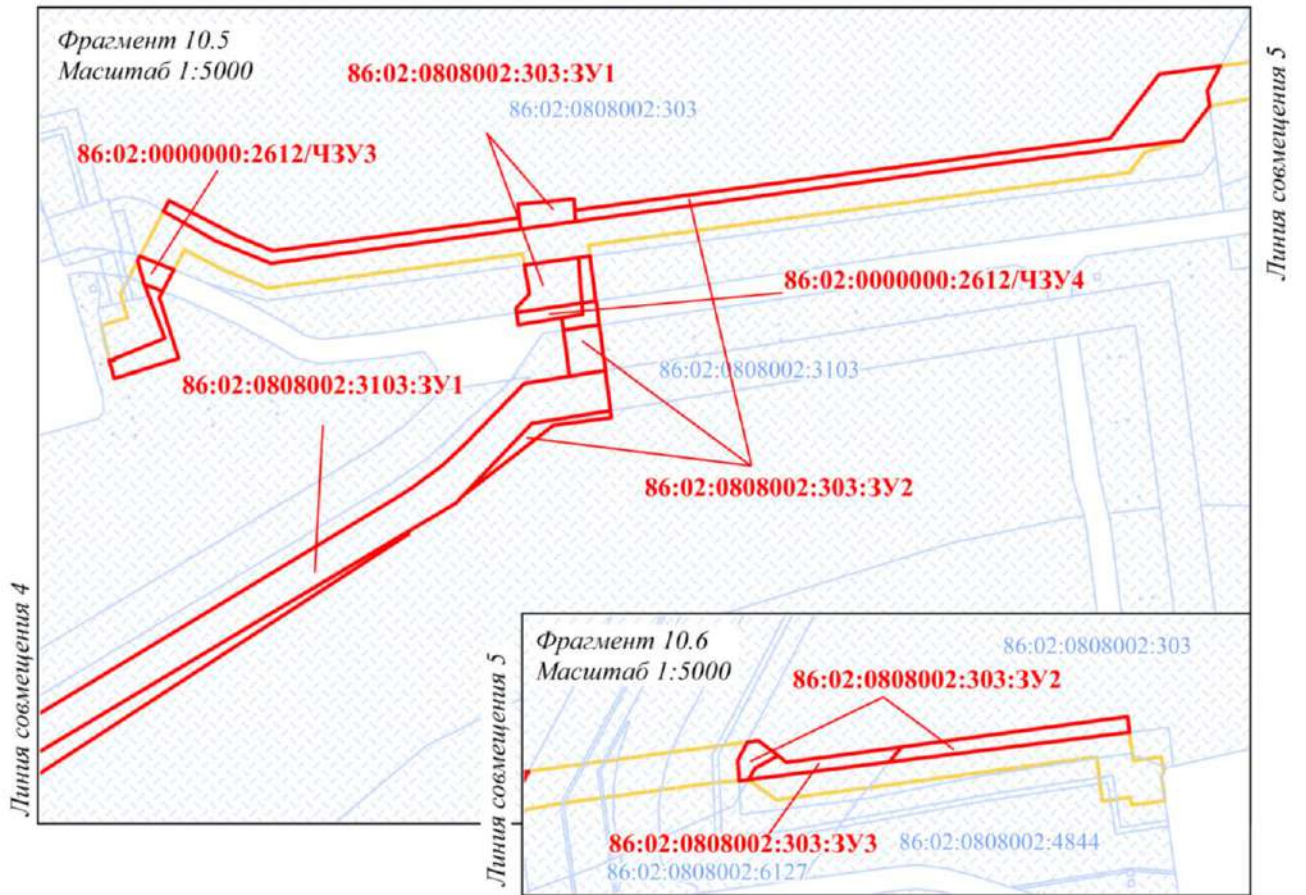 Фрагмент 10.5
Масштаб 1:5000
86:02:0808002:303:ЗУ1
86:02:0808002:303
86:02:0000000:2612/ЧЗУ3
Линия совмещения 5
86:02:0000000:2612/ЧЗУ4
86:02:0808002:3103
86:02:0808002:3103:ЗУ1
86:02:0808002:303:ЗУ2
Линия совмещения 4
Фрагмент 10.6
Масштаб 1:5000
86:02:0808002:303
86:02:0808002:303:ЗУ2
Линия совмещения 5
86:02:0808002:303:ЗУ3
86:02:0808002:4844
86:02:0808002:6127